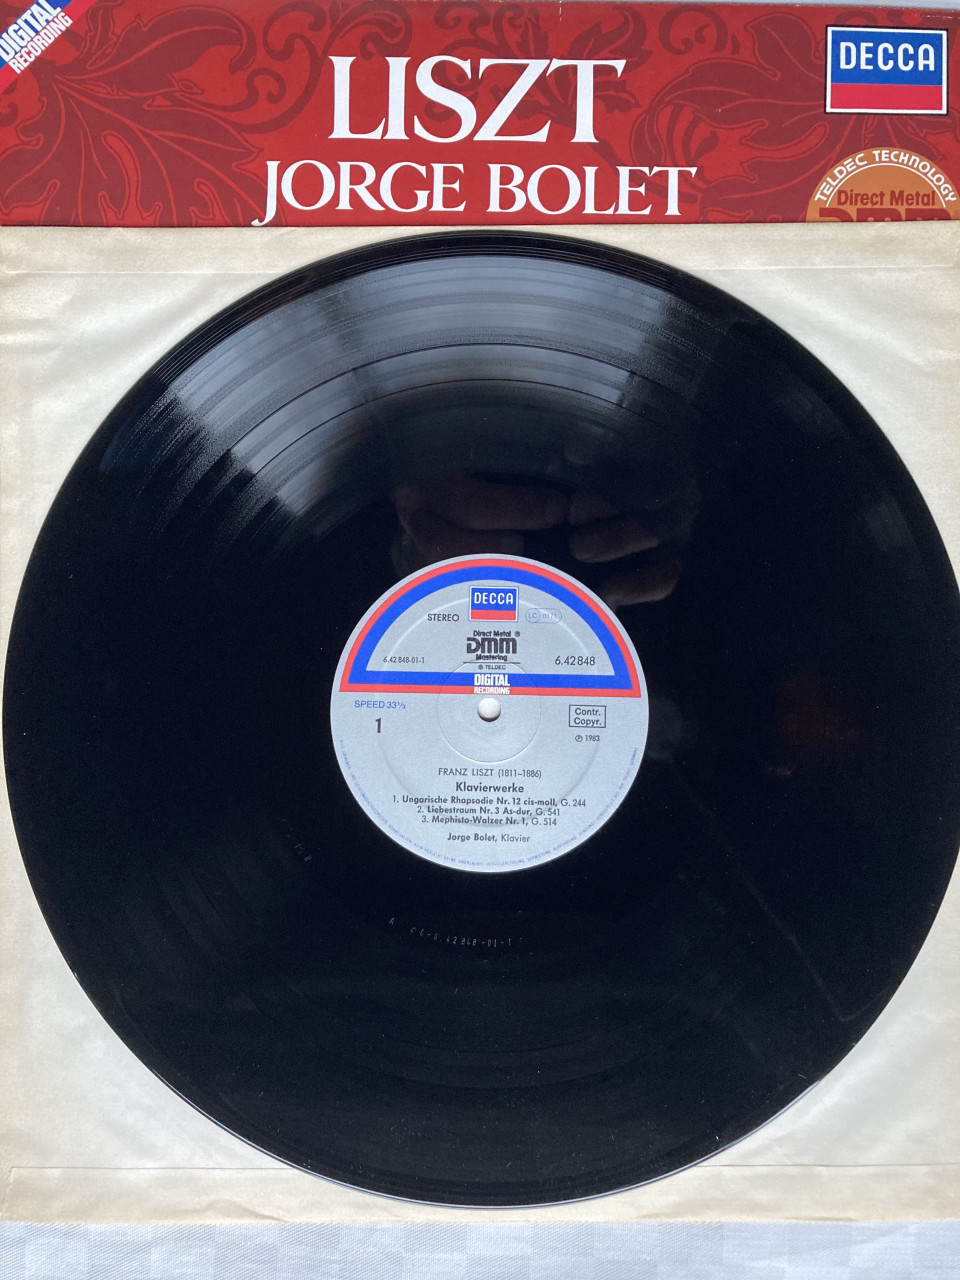 DIGITAL
RECORDING
LISZT
JORGE BOLET
DECCA
TELDEC TECHNOLOGY
Direct Metal
DMM
DECCA
STEREO
LC 0171
Direct Metal ®
DMM
Mastering
® TELDEC
6.42 848-01-1
6.42848
DIGITAL
RECORDING
SPEED 33⅓
1
Contr.
Copyr.
℗ 1983
FRANZ LISZT (1811–1886)
Klavierwerke
1. Ungarische Rhapsodie Nr. 12 cis-moll, G. 244
2. Liebestraum Nr. 3 As-dur, G. 541
3. Mephisto-Walzer Nr. 1, G. 514
Jorge Bolet, Klavier